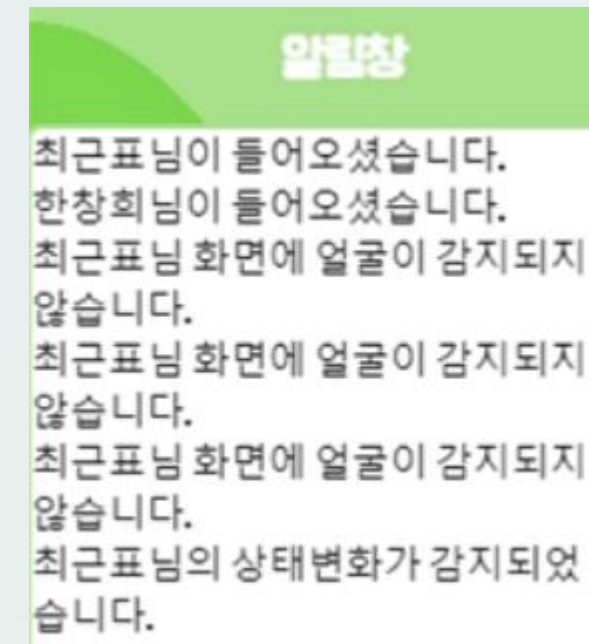 알림창
최근표님이 들어오셨습니다.
한창희님이 들어오셨습니다.
최근표님 화면에 얼굴이 감지되지
않습니다.
최근표님 화면에 얼굴이 감지되지
않습니다.
최근표님 화면에 얼굴이 감지되지
않습니다.
최근표님의 상태변화가 감지되었
습니다.